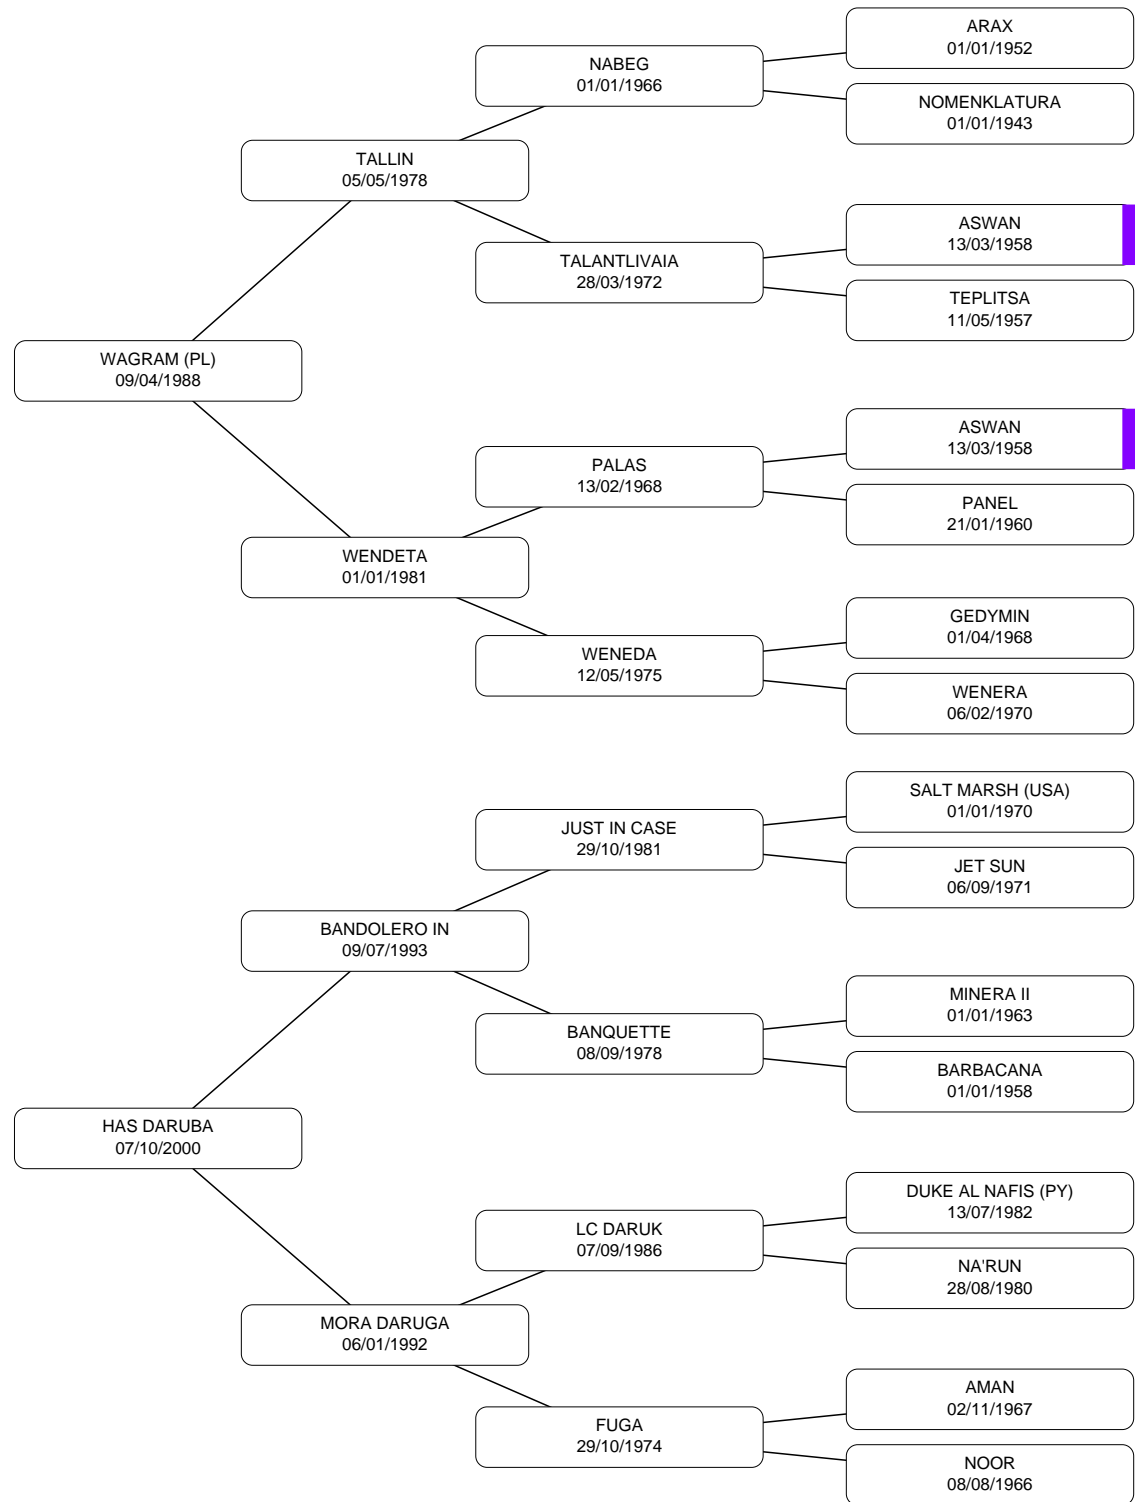 ARAX
01/01/1952
NABEG
01/01/1966
NOMENKLATURA
01/01/1943
TALLIN
05/05/1978
ASWAN
13/03/1958
TALANTLIVAIA
28/03/1972
TEPLITSA
11/05/1957
WAGRAM (PL)
09/04/1988
ASWAN
13/03/1958
PALAS
13/02/1968
PANEL
21/01/1960
WENDETA
01/01/1981
GEDYMIN
01/04/1968
WENEDA
12/05/1975
WENERA
06/02/1970
SALT MARSH (USA)
01/01/1970
JUST IN CASE
29/10/1981
JET SUN
06/09/1971
BANDOLERO IN
09/07/1993
MINERA II
01/01/1963
BANQUETTE
08/09/1978
BARBACANA
01/01/1958
HAS DARUBA
07/10/2000
DUKE AL NAFIS (PY)
13/07/1982
LC DARUK
07/09/1986
NA'RUN
28/08/1980
MORA DARUGA
06/01/1992
AMAN
02/11/1967
FUGA
29/10/1974
NOOR
08/08/1966